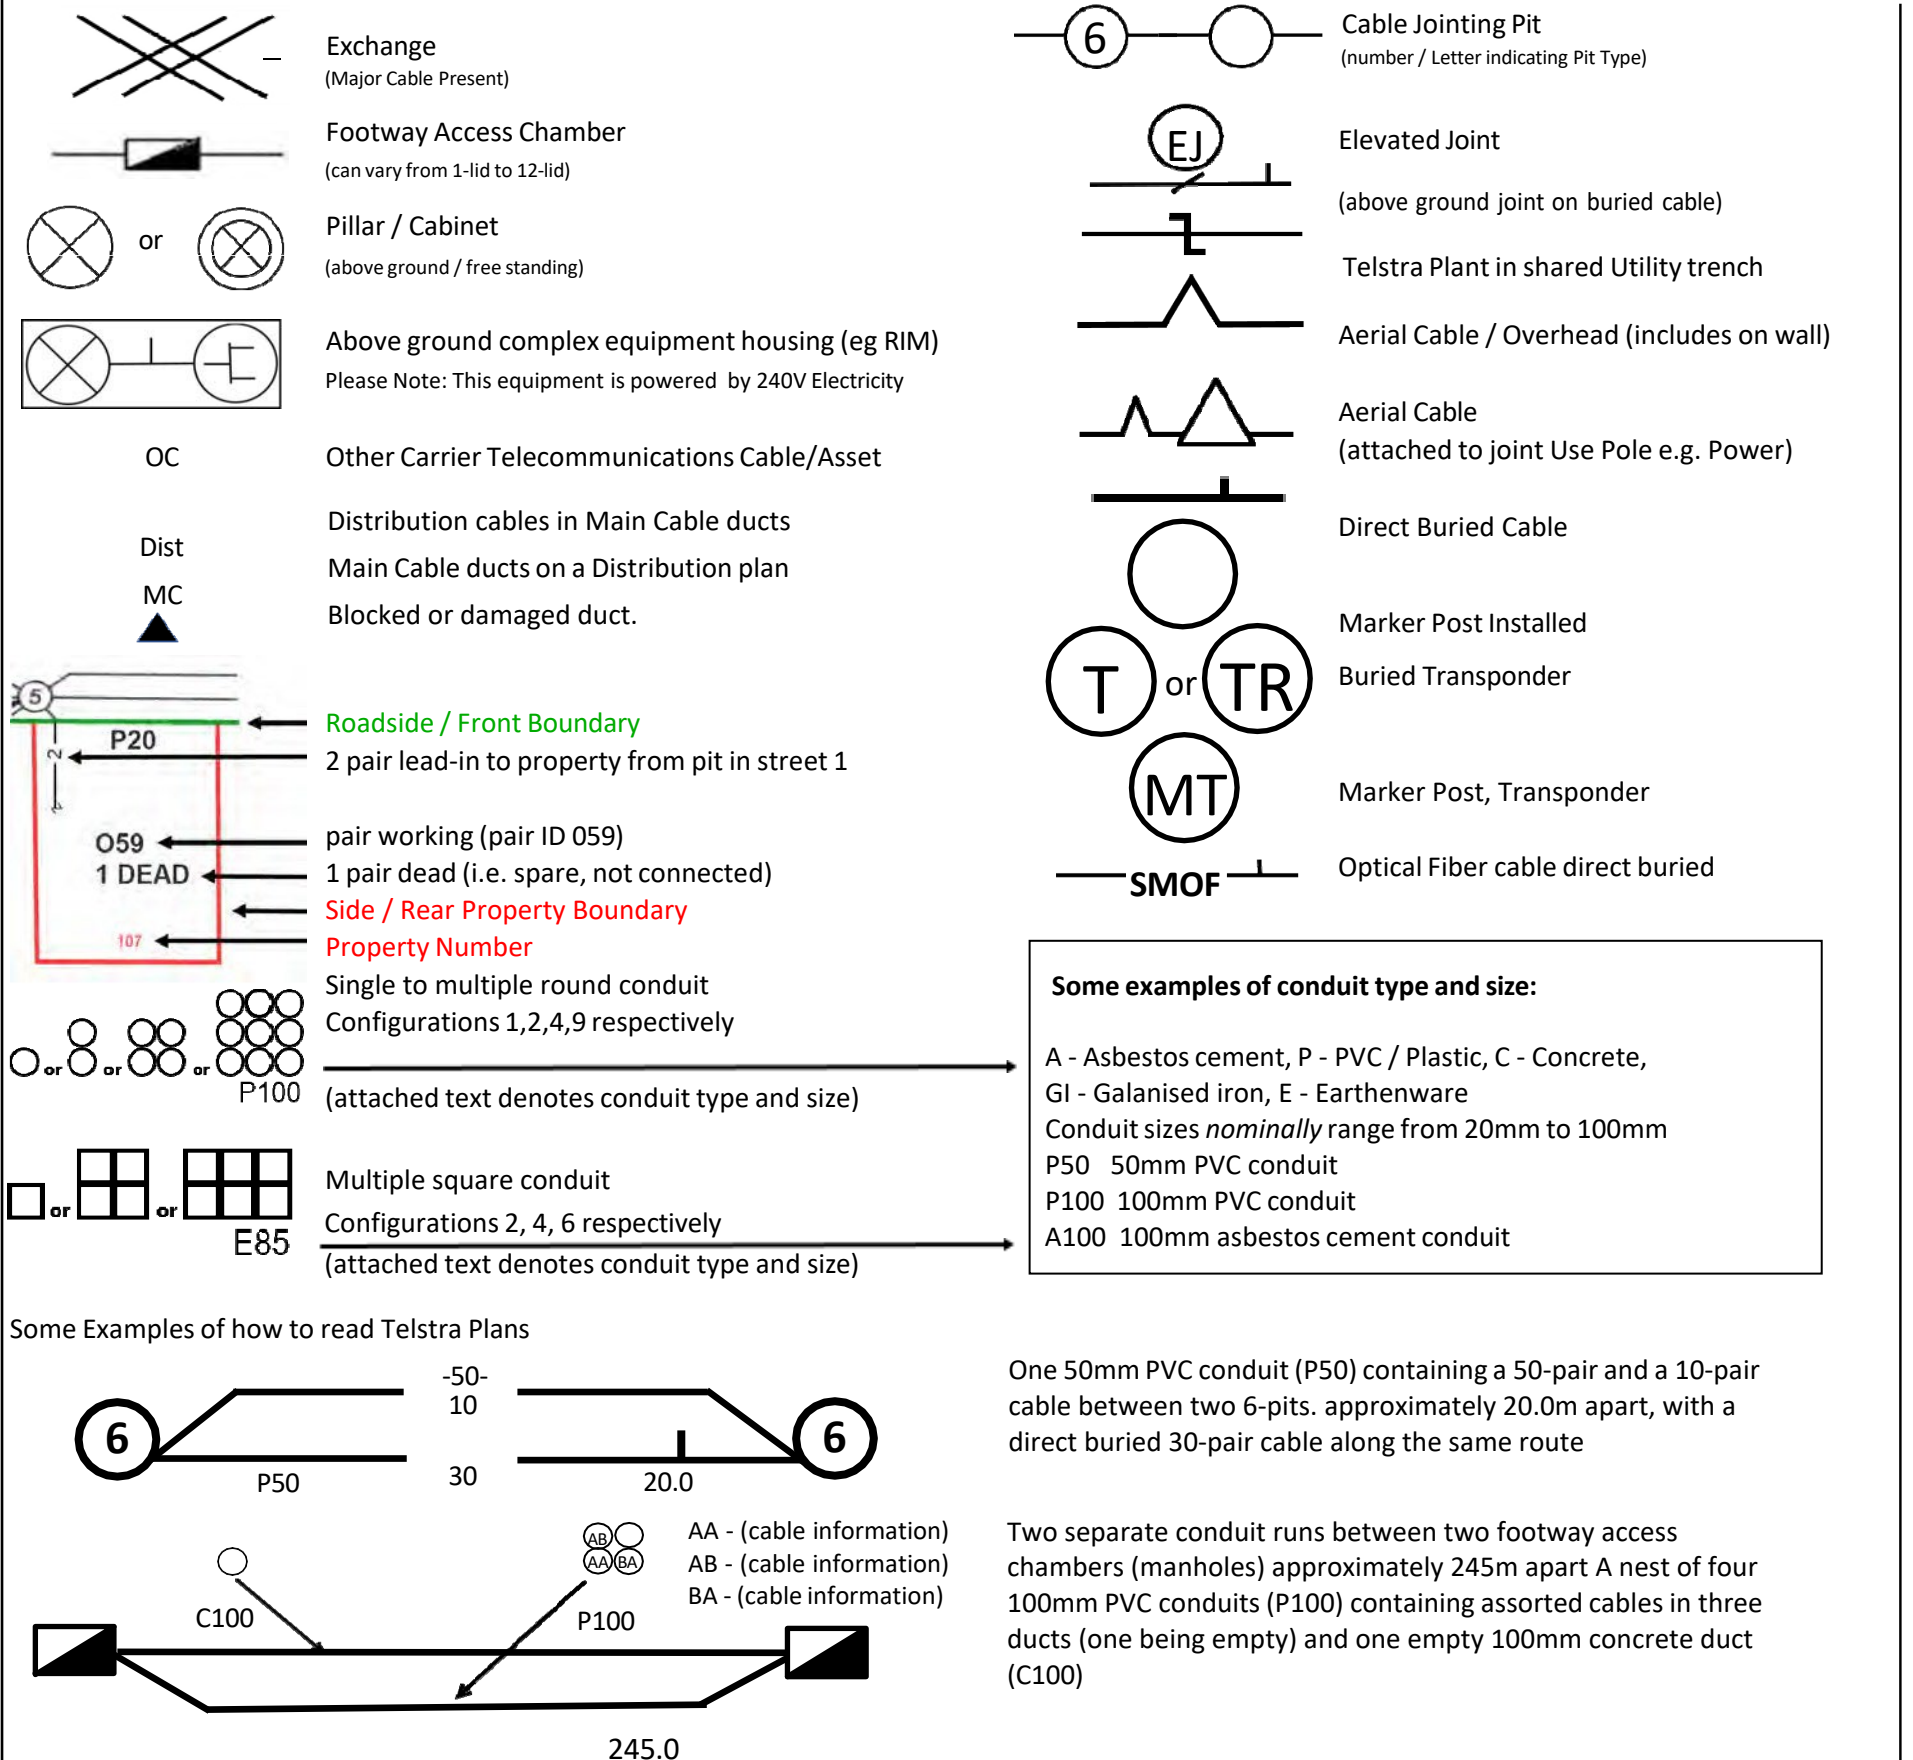 Exchange
(Major Cable Present)
Footway Access Chamber
(can vary from 1-lid to 12-lid)
or
Pillar / Cabinet
(above ground / free standing)
Above ground complex equipment housing (eg RIM)
Please Note: This equipment is powered by 240V Electricity
OC
Other Carrier Telecommunications Cable/Asset
Distribution cables in Main Cable ducts
Dist
Main Cable ducts on a Distribution plan
MC
Blocked or damaged duct.
5
Roadside / Front Boundary
P20
2
2 pair lead-in to property from pit in street 1
O59
pair working (pair ID 059)
1 DEAD
1 pair dead (i.e. spare, not connected)
Side / Rear Property Boundary
107
Property Number
Single to multiple round conduit
Configurations 1,2,4,9 respectively
or or or
P100
(attached text denotes conduit type and size)
Multiple square conduit
or or
Configurations 2, 4, 6 respectively
E85
(attached text denotes conduit type and size)
6
Cable Jointing Pit
(number / Letter indicating Pit Type)
EJ
Elevated Joint
(above ground joint on buried cable)
Telstra Plant in shared Utility trench
Aerial Cable / Overhead (includes on wall)
Aerial Cable
(attached to joint Use Pole e.g. Power)
Direct Buried Cable
Marker Post Installed
T or TR
Buried Transponder
MT
Marker Post, Transponder
SMOF
Optical Fiber cable direct buried
Some examples of conduit type and size:
A - Asbestos cement, P - PVC / Plastic, C - Concrete,
GI - Galanised iron, E - Earthenware
Conduit sizes nominally range from 20mm to 100mm
P50 50mm PVC conduit
P100 100mm PVC conduit
A100 100mm asbestos cement conduit
Some Examples of how to read Telstra Plans
-50-
10
6
6
P50
30
20.0
One 50mm PVC conduit (P50) containing a 50-pair and a 10-pair
cable between two 6-pits. approximately 20.0m apart, with a
direct buried 30-pair cable along the same route
AB
AA BA
AA - (cable information)
AB - (cable information)
BA - (cable information)
C100
P100
245.0
Two separate conduit runs between two footway access
chambers (manholes) approximately 245m apart A nest of four
100mm PVC conduits (P100) containing assorted cables in three
ducts (one being empty) and one empty 100mm concrete duct
(C100)